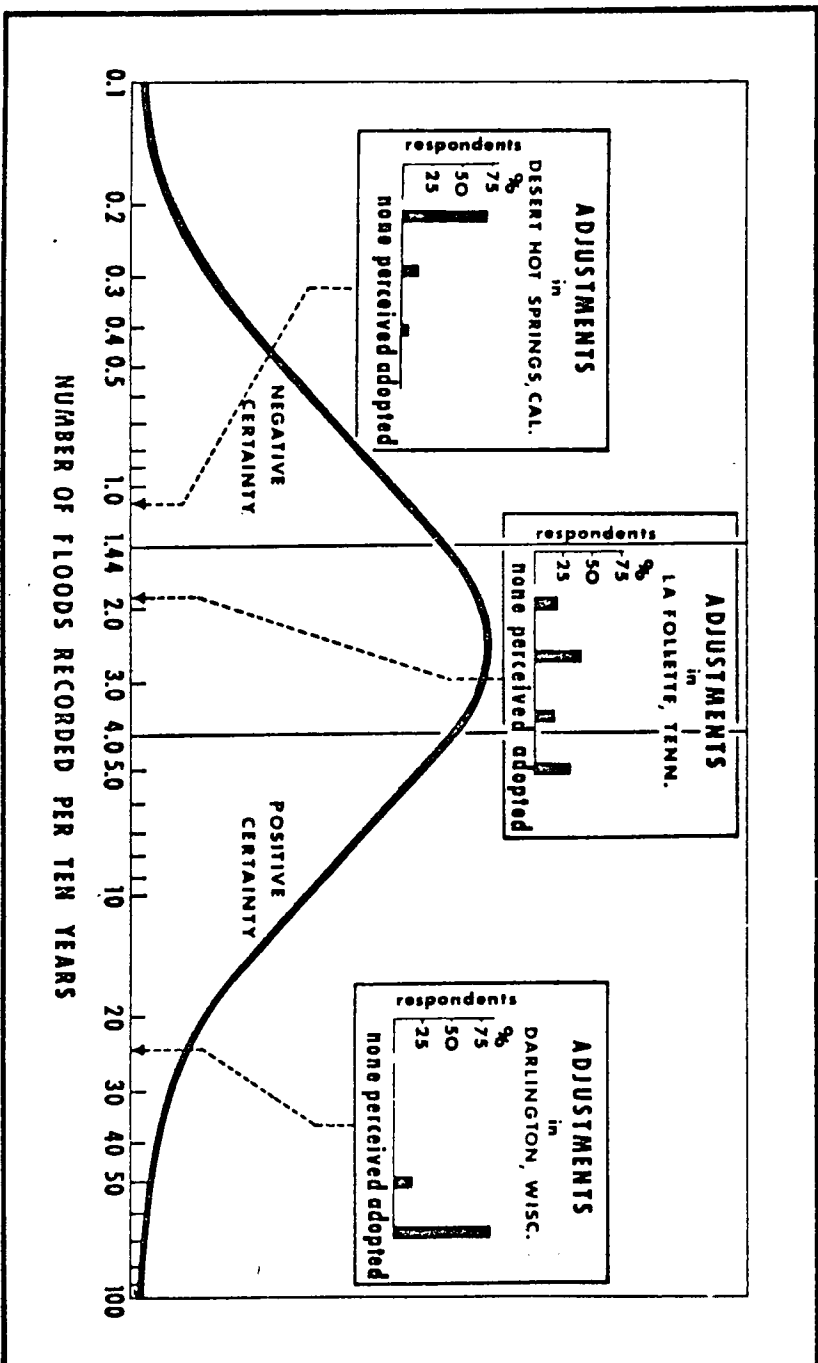 ADJUSTMENTS
in
DESERT HOT SPRINGS, CAL.
%
75
50
25
respondents
none perceived adopted
ADJUSTMENTS
in
LA FOLLETTE, TENN.
%
75
50
25
respondents
none perceived adopted
ADJUSTMENTS
in
DARLINGTON, WISC.
%
75
50
25
respondents
none perceived adopted
NEGATIVE
CERTAINTY
POSITIVE
CERTAINTY
0.1 0.2 0.3 0.4 0.5 1.0 1.44 2.0 3.0 4.0 5.0 10 20 30 40 50 100
NUMBER OF FLOODS RECORDED PER TEN YEARS